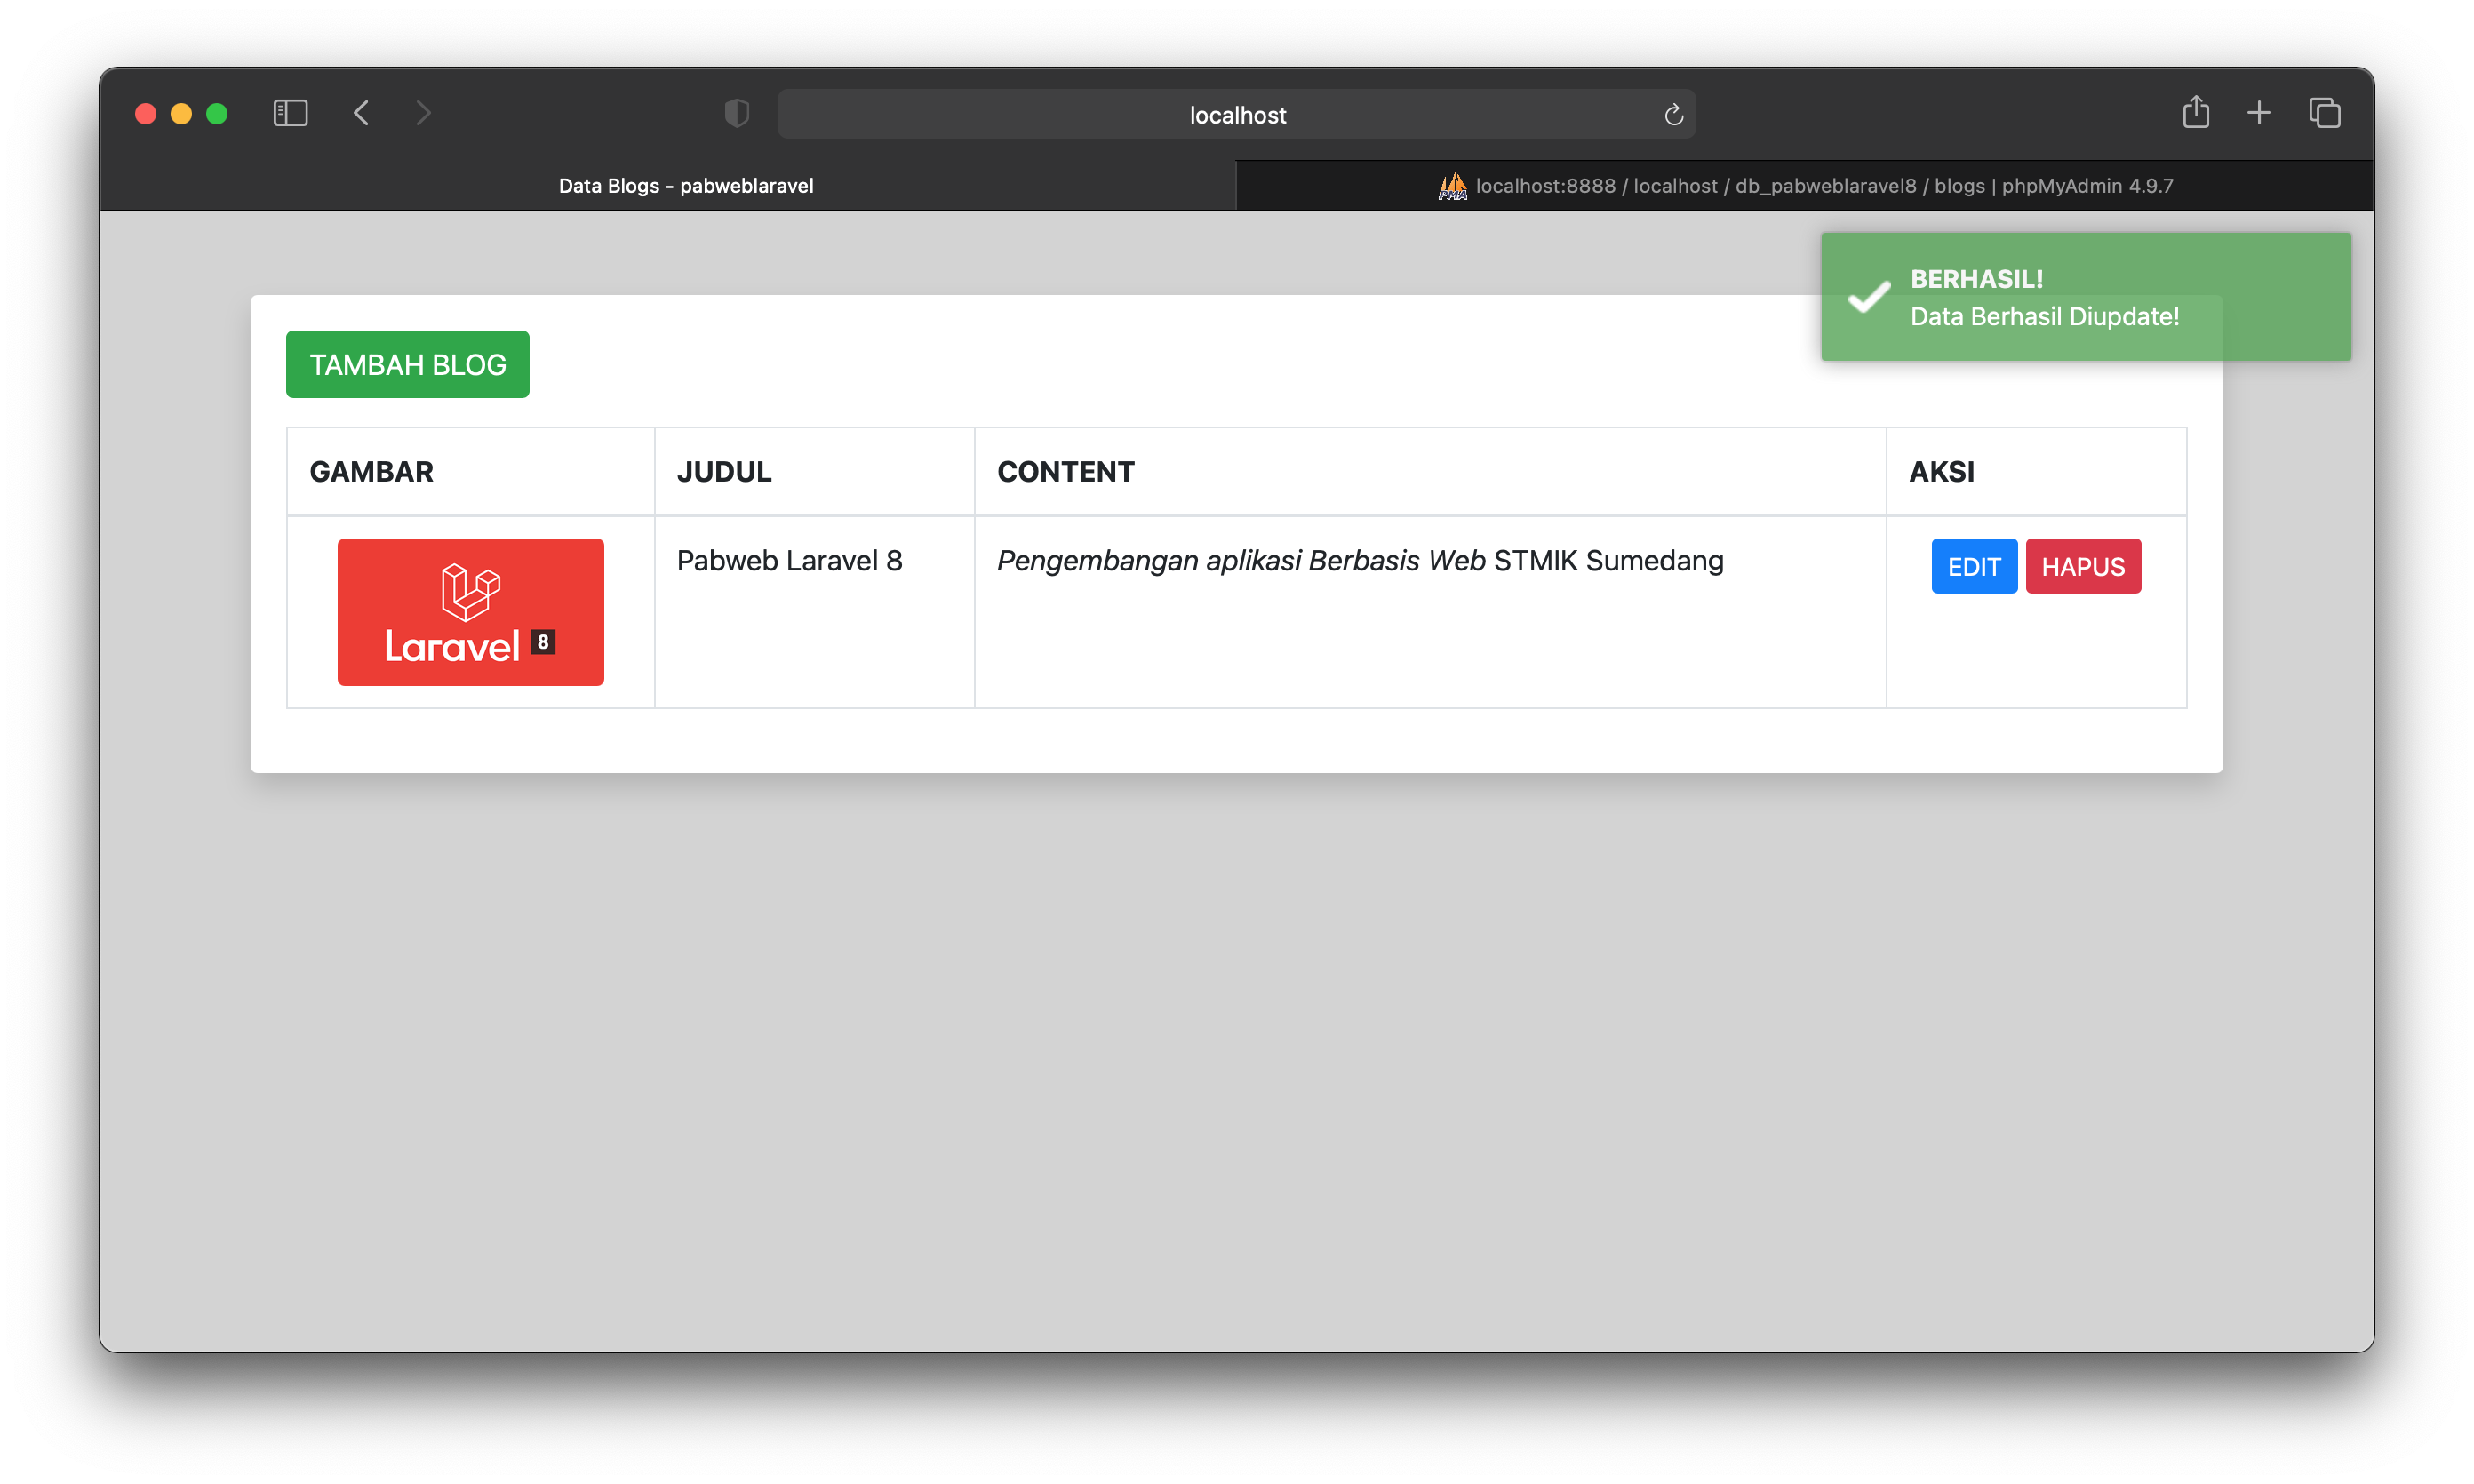 localhost
Data Blogs - pabweblaravel
PMA localhost:8888 / localhost / db_pabweblaravel8 / blogs | phpMyAdmin 4.9.7
BERHASIL!
Data Berhasil Diupdate!
TAMBAH BLOG
GAMBAR JUDUL CONTENT AKSI
Laravel 8
Pabweb Laravel 8
Pengembangan aplikasi Berbasis Web STMIK Sumedang
EDIT HAPUS